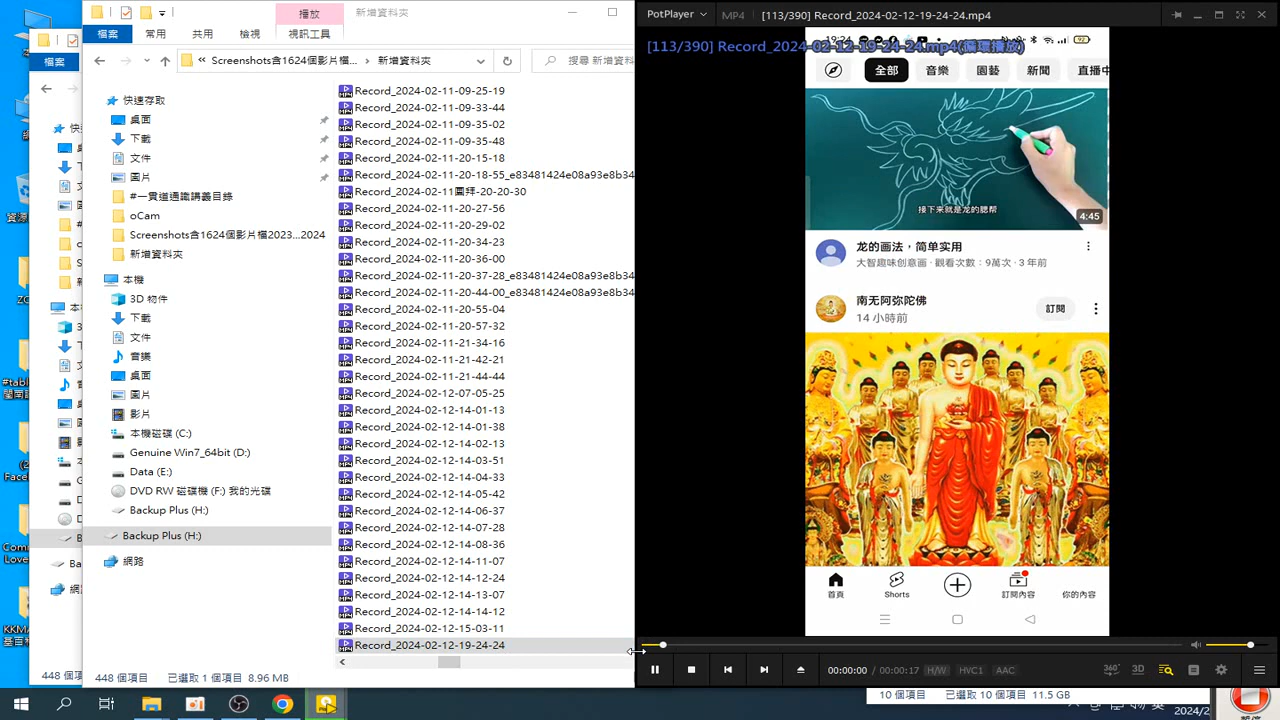 檔案
播放
新增資料夾
檔案
常用
共用
檢視
視訊工具
Screenshots含1624個影片檔...
新增資料夾
搜尋 新增資料
快速存取
桌面
下載
文件
圖片
#一貫道通識講義目錄
oCam
Screenshots含1624個影片檔2023...2024
新增資料夾
本機
3D 物件
下載
文件
音樂
桌面
圖片
影片
本機磁碟 (C:)
Genuine Win7_64bit (D:)
Data (E:)
DVD RW 磁碟機 (F:) 我的光碟
Backup Plus (H:)
Backup Plus (H:)
網路
Record_2024-02-11-09-25-19
Record_2024-02-11-09-33-44
Record_2024-02-11-09-35-02
Record_2024-02-11-09-35-48
Record_2024-02-11-20-15-18
Record_2024-02-11-20-18-55_e83481424e08a93e8b34
Record_2024-02-11團拜-20-20-30
Record_2024-02-11-20-27-56
Record_2024-02-11-20-29-02
Record_2024-02-11-20-34-23
Record_2024-02-11-20-36-00
Record_2024-02-11-20-37-28_e83481424e08a93e8b34
Record_2024-02-11-20-44-00_e83481424e08a93e8b34
Record_2024-02-11-20-55-04
Record_2024-02-11-20-57-32
Record_2024-02-11-21-34-16
Record_2024-02-11-21-42-21
Record_2024-02-11-21-44-44
Record_2024-02-12-07-05-25
Record_2024-02-12-14-01-13
Record_2024-02-12-14-01-38
Record_2024-02-12-14-02-13
Record_2024-02-12-14-03-51
Record_2024-02-12-14-04-33
Record_2024-02-12-14-05-42
Record_2024-02-12-14-06-37
Record_2024-02-12-14-07-28
Record_2024-02-12-14-08-36
Record_2024-02-12-14-11-07
Record_2024-02-12-14-12-24
Record_2024-02-12-14-13-07
Record_2024-02-12-14-14-12
Record_2024-02-12-15-03-11
Record_2024-02-12-19-24-24
448 個項目
已選取 1 個項目 8.96 MB
PotPlayer
MP4
[113/390] Record_2024-02-12-19-24-24.mp4
[113/390] Record_2024-02-12-19-24-24.mp4(循環播放)
19:24
92
全部
音樂
園藝
新聞
直播中
接下来就是龙的腮帮
4:45
龙的画法，简单实用
大智趣味创意画 · 觀看次數：9萬次 · 3 年前
南无阿弥陀佛
14 小時前
訂閱
首頁
Shorts
訂閱內容
你的內容
00:00:00 / 00:00:17
H/W
HVC1
AAC
360°
3D
10 個項目
已選取 10 個項目 11.5 GB
2024/2